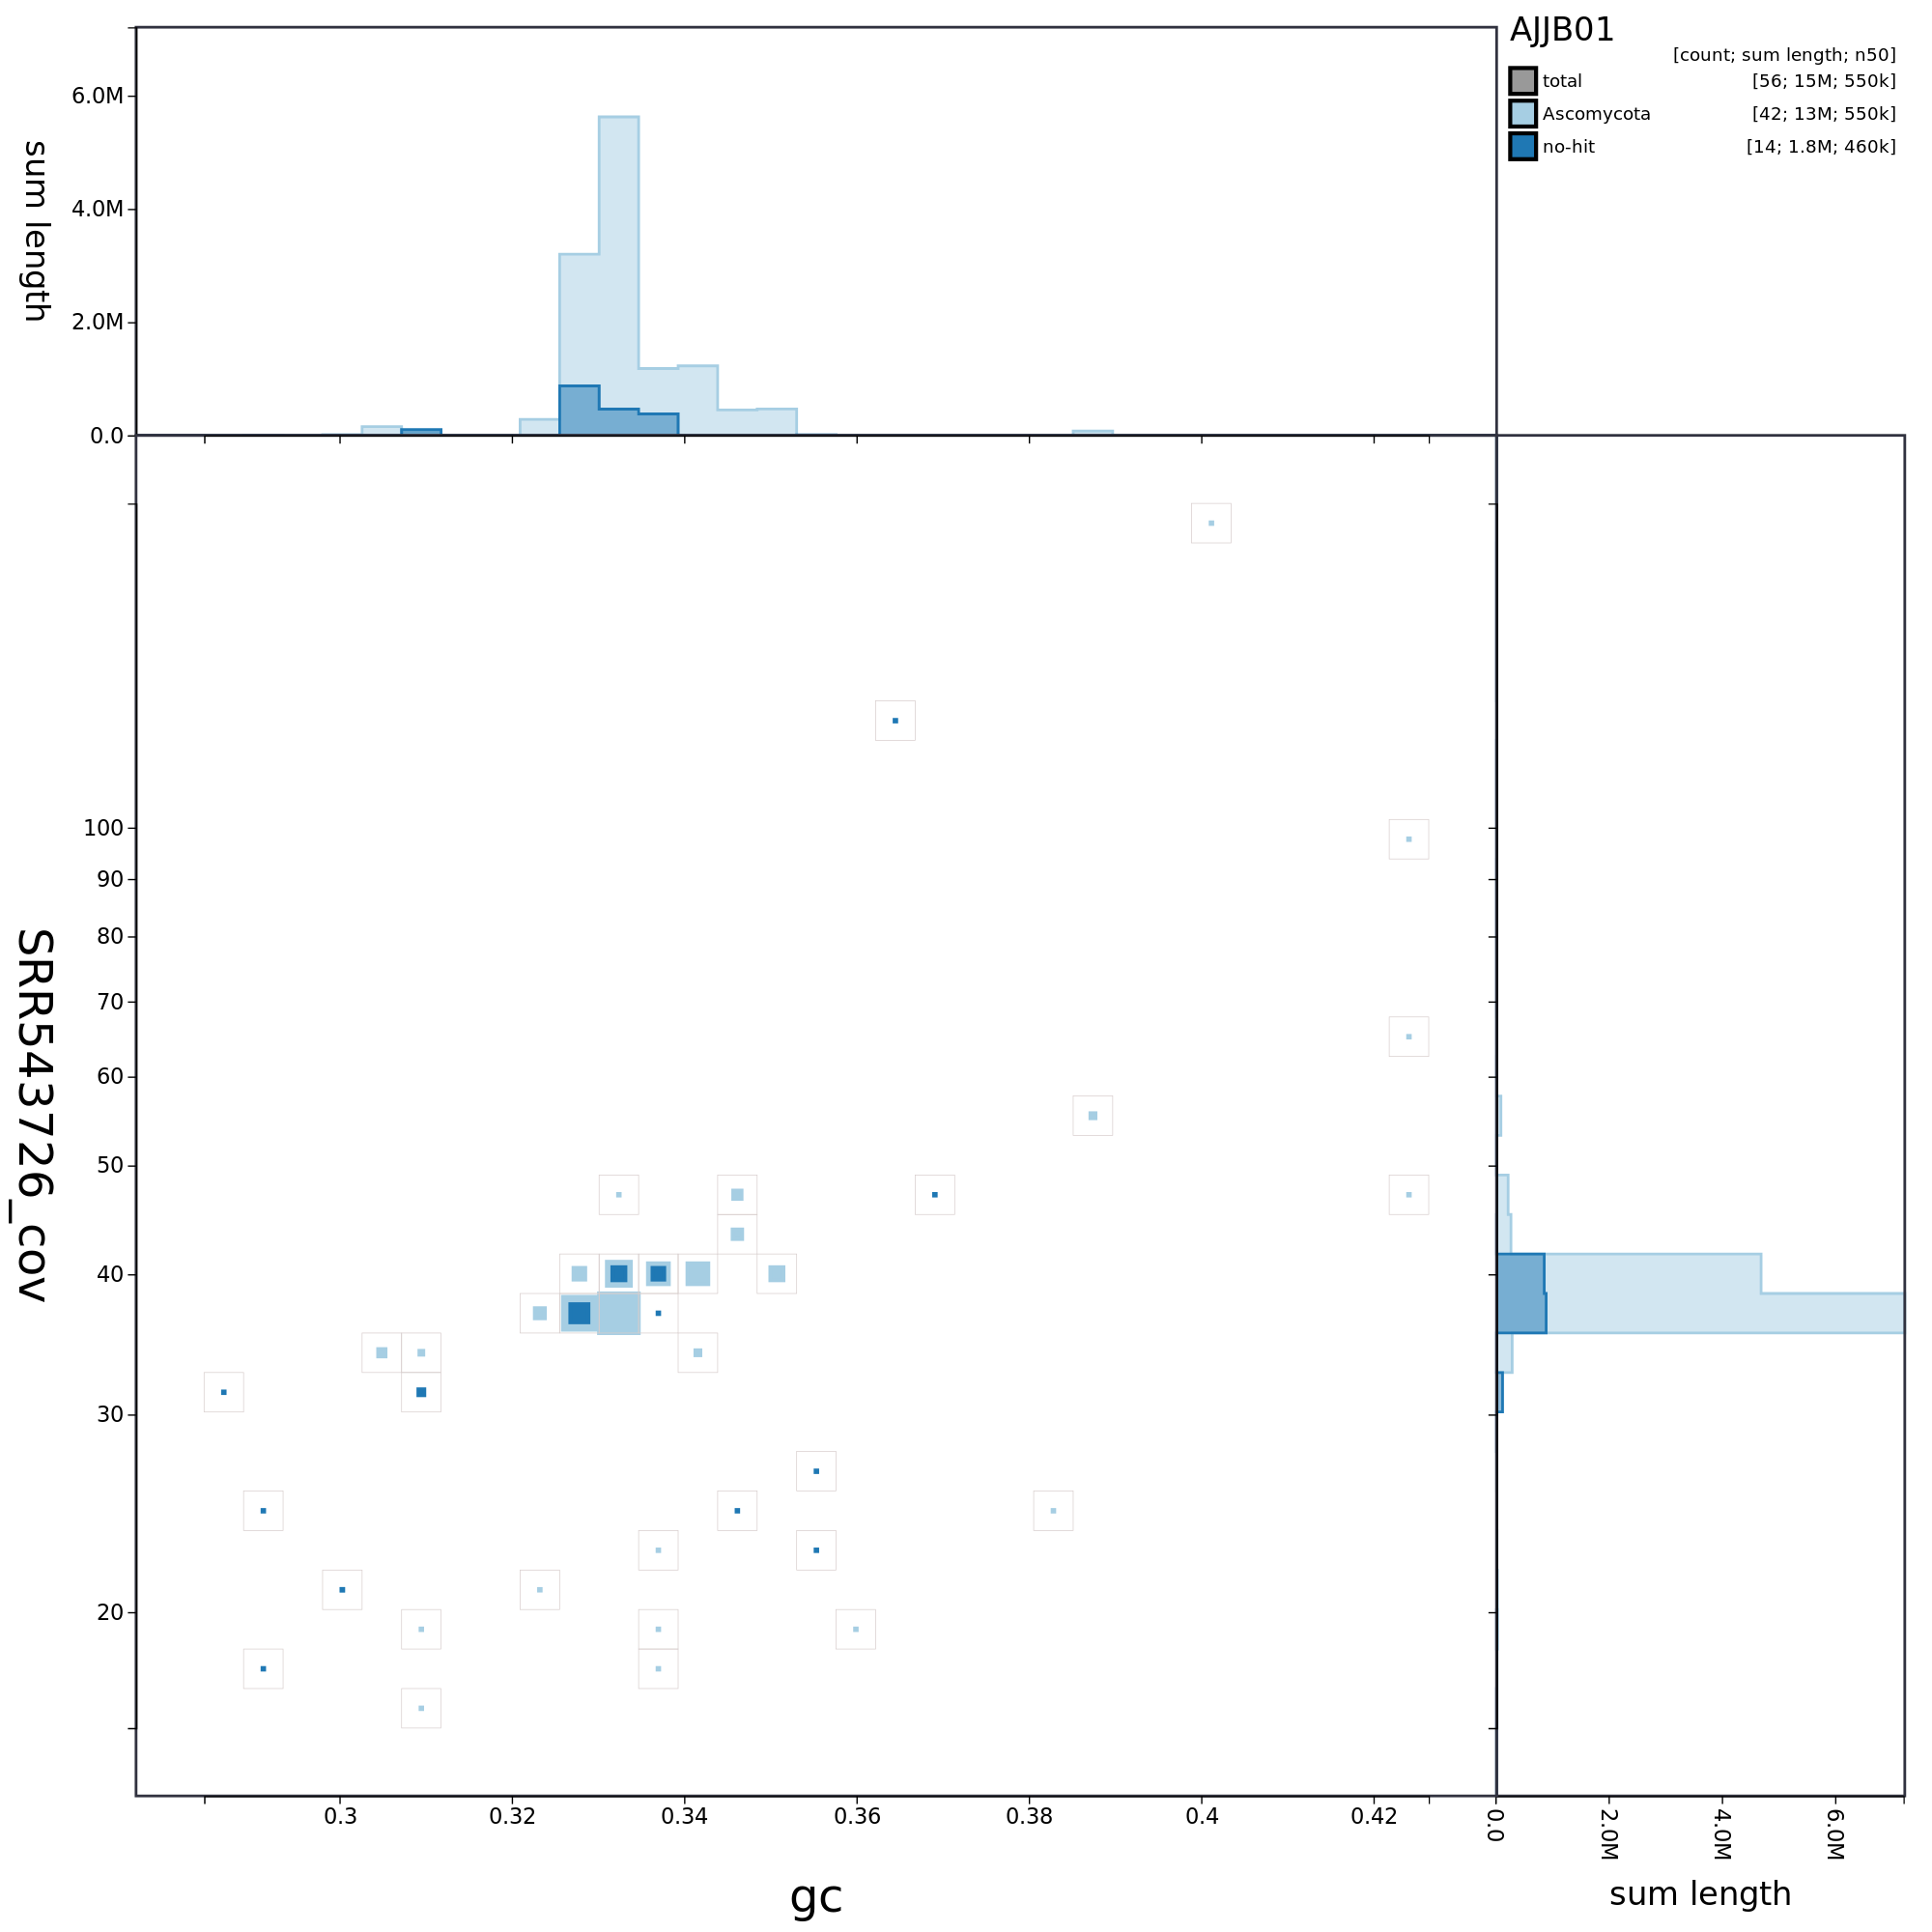 AJJB01
[count; sum length; n50]
total [56; 15M; 550k]
Ascomycota [42; 13M; 550k]
no-hit [14; 1.8M; 460k]
sum length
6.0M
4.0M
2.0M
0.0
SRR543726_cov
100
90
80
70
60
50
40
30
20
0.3 0.32 0.34 0.36 0.38 0.4 0.42
gc
0.0 2.0M 4.0M 6.0M
sum length